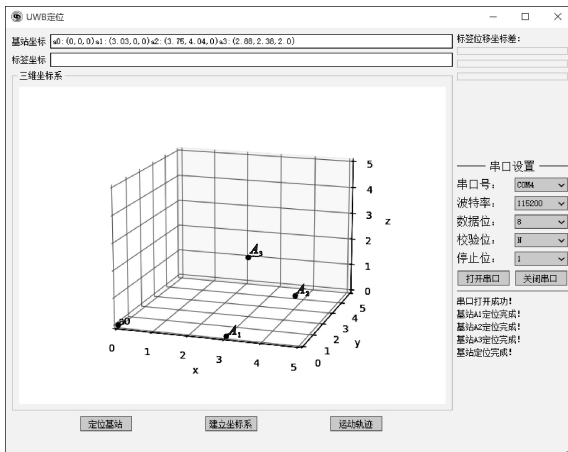 UWB定位
基站坐标 a0:(0,0,0)a1:(3.03,0,0)a2:(3.75,4.04,0)a3:(2.88,2.38,2.0)
标签位移坐标差:
标签坐标
三维坐标系
串口设置
串口号: COM4
波特率: 115200
数据位: 8
校验位: N
停止位: 1
打开串口 关闭串口
串口打开成功!
基站A1定位完成!
基站A2定位完成!
基站A3定位完成!
基站定位完成!
5
4
3
z
2
1
0
A₃
A₂
a0
A₁
0 1 2 3 4 5
x
0 1 2 3 4 5
y
定位基站 建立坐标系 运动轨迹